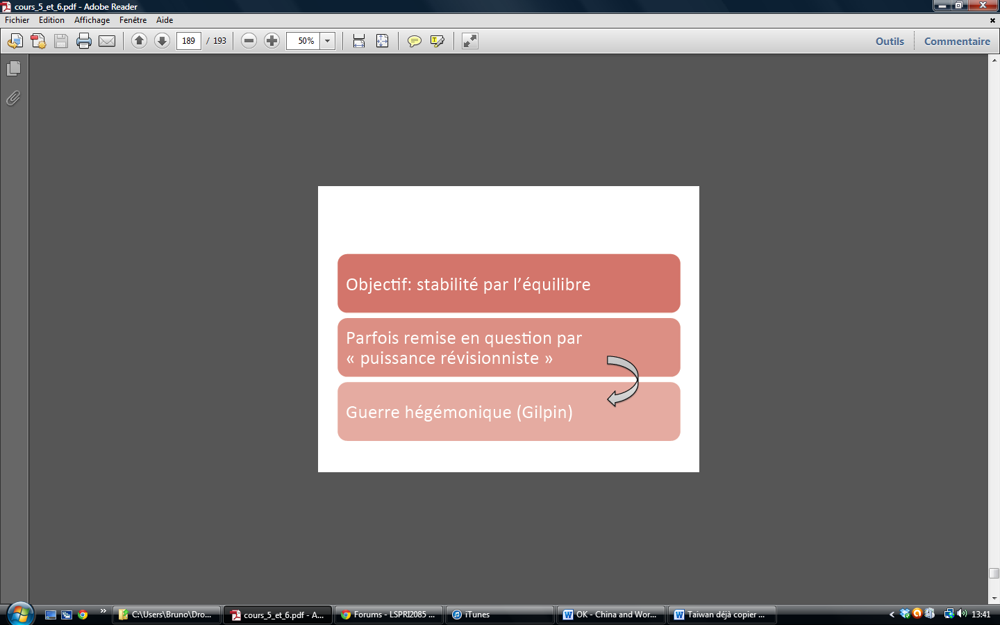 cours_5_et_6.pdf - Adobe Reader
Fichier Edition Affichage Fenêtre Aide
189 / 193 50% Outils Commentaire
Objectif: stabilité par l’équilibre
Parfois remise en question par
« puissance révisionniste »
Guerre hégémonique (Gilpin)
C:\Users\Bruno\Dro... cours_5_et_6.pdf - A... Forums - LSPRI2085 ... iTunes OK - China and Wor... Taiwan déjà copier ... 13:41